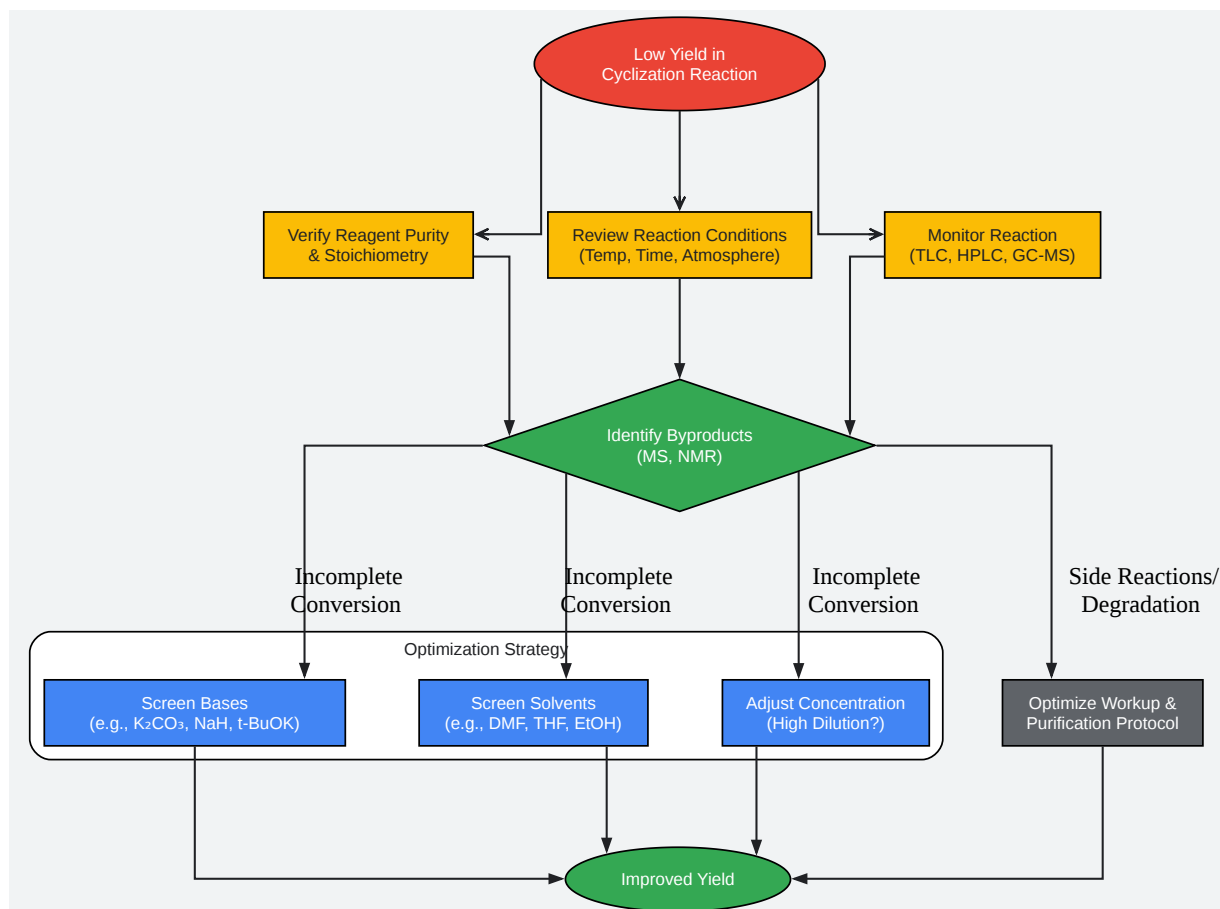 Low Yield in
Cyclization Reaction
Verify Reagent Purity
& Stoichiometry
Review Reaction Conditions
(Temp, Time, Atmosphere)
Monitor Reaction
(TLC, HPLC, GC-MS)
Identify Byproducts
(MS, NMR)
Incomplete
Conversion
Incomplete
Conversion
Incomplete
Conversion
Side Reactions/
Degradation
Optimization Strategy
Screen Bases
(e.g., K₂CO₃, NaH, t-BuOK)
Screen Solvents
(e.g., DMF, THF, EtOH)
Adjust Concentration
(High Dilution?)
Optimize Workup &
Purification Protocol
Improved Yield